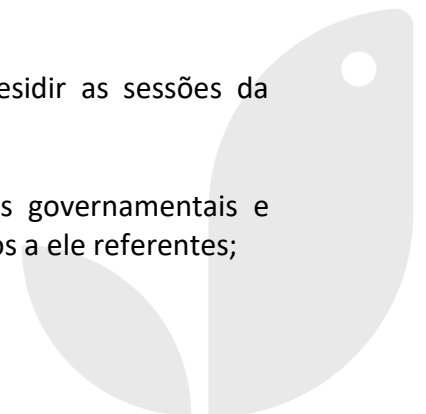 esidir as sessões da
s governamentais e
os a ele referentes;